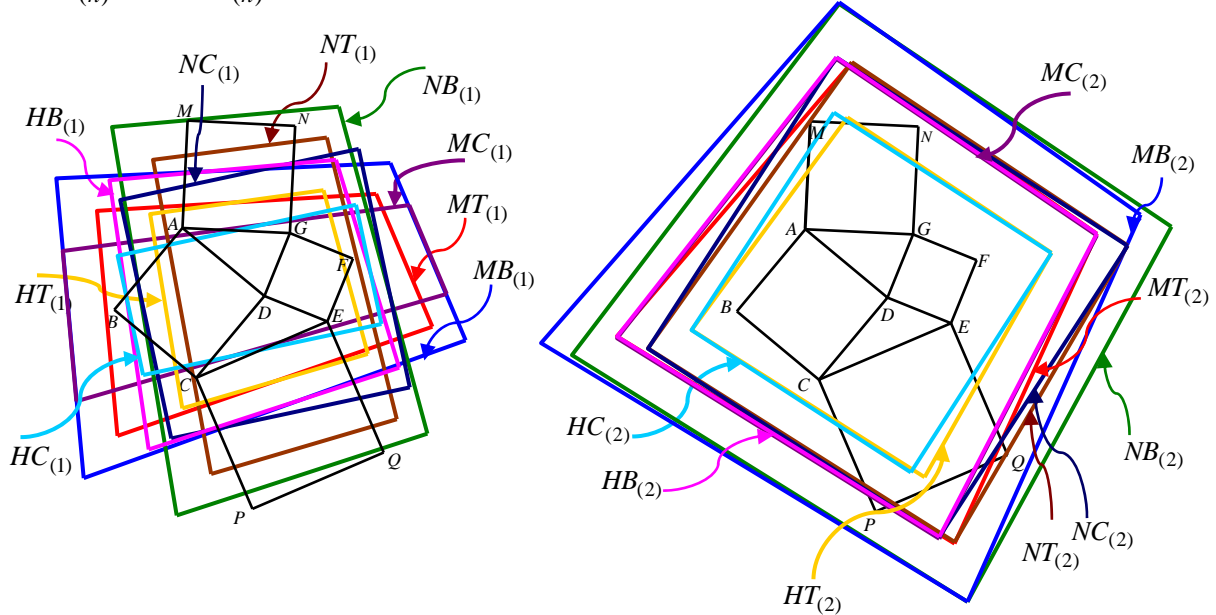 (n) (n)
NT(1)
NC(1)
NB(1)
HB(1)
MC(1)
MT(1)
MB(1)
HT(1)
HC(1)
M
N
A
G
F
B
D
E
C
Q
P
MC(2)
MB(2)
MT(2)
NB(2)
NC(2)
NT(2)
HT(2)
HB(2)
HC(2)
M
N
A
G
F
B
D
E
C
Q
P